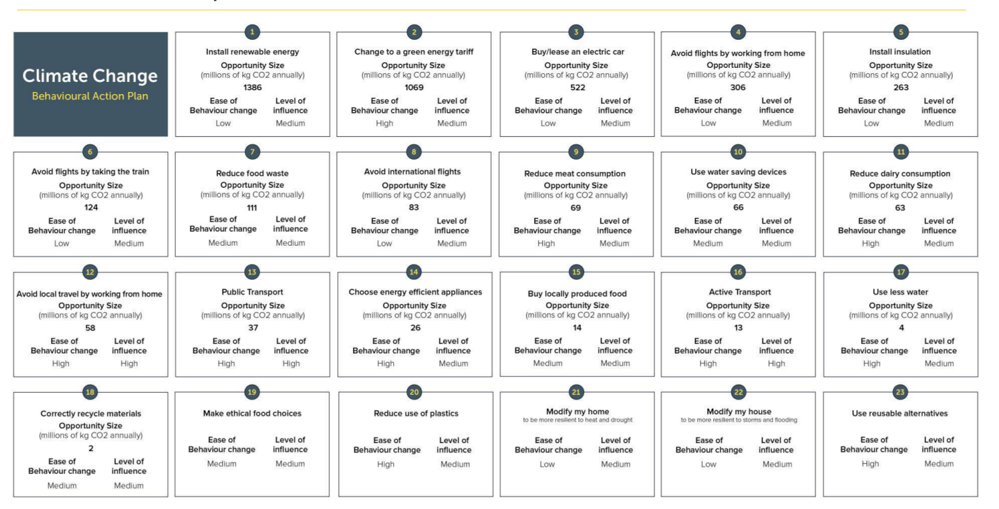 Climate Change
Behavioural Action Plan
1
Install renewable energy
Opportunity Size
(millions of kg CO2 annually)
1386
Ease of Behaviour change
Level of influence
Low
Medium
2
Change to a green energy tariff
Opportunity Size
(millions of kg CO2 annually)
1069
Ease of Behaviour change
Level of influence
High
Medium
3
Buy/lease an electric car
Opportunity Size
(millions of kg CO2 annually)
522
Ease of Behaviour change
Level of influence
Low
Medium
4
Avoid flights by working from home
Opportunity Size
(millions of kg CO2 annually)
306
Ease of Behaviour change
Level of influence
Low
Medium
5
Install insulation
Opportunity Size
(millions of kg CO2 annually)
263
Ease of Behaviour change
Level of influence
Low
Medium
6
Avoid flights by taking the train
Opportunity Size
(millions of kg CO2 annually)
124
Ease of Behaviour change
Level of influence
Low
Medium
7
Reduce food waste
Opportunity Size
(millions of kg CO2 annually)
111
Ease of Behaviour change
Level of influence
Medium
Medium
8
Avoid international flights
Opportunity Size
(millions of kg CO2 annually)
83
Ease of Behaviour change
Level of influence
Low
Medium
9
Reduce meat consumption
Opportunity Size
(millions of kg CO2 annually)
69
Ease of Behaviour change
Level of influence
High
Medium
10
Use water saving devices
Opportunity Size
(millions of kg CO2 annually)
66
Ease of Behaviour change
Level of influence
Medium
Medium
11
Reduce dairy consumption
Opportunity Size
(millions of kg CO2 annually)
63
Ease of Behaviour change
Level of influence
High
Medium
12
Avoid local travel by working from home
Opportunity Size
(millions of kg CO2 annually)
58
Ease of Behaviour change
Level of influence
High
High
13
Public Transport
Opportunity Size
(millions of kg CO2 annually)
37
Ease of Behaviour change
Level of influence
High
High
14
Choose energy efficient appliances
Opportunity Size
(millions of kg CO2 annually)
26
Ease of Behaviour change
Level of influence
High
Medium
15
Buy locally produced food
Opportunity Size
(millions of kg CO2 annually)
14
Ease of Behaviour change
Level of influence
Medium
Medium
16
Active Transport
Opportunity Size
(millions of kg CO2 annually)
13
Ease of Behaviour change
Level of influence
High
High
17
Use less water
Opportunity Size
(millions of kg CO2 annually)
4
Ease of Behaviour change
Level of influence
High
Medium
18
Correctly recycle materials
Opportunity Size
(millions of kg CO2 annually)
2
Ease of Behaviour change
Level of influence
Medium
Medium
19
Make ethical food choices
Ease of Behaviour change
Level of influence
Medium
Medium
20
Reduce use of plastics
Ease of Behaviour change
Level of influence
High
Medium
21
Modify my home
to be more resilient to heat and drought
Ease of Behaviour change
Level of influence
Low
Medium
22
Modify my house
to be more resilient to storms and flooding
Ease of Behaviour change
Level of influence
Low
Medium
23
Use reusable alternatives
Ease of Behaviour change
Level of influence
High
Medium